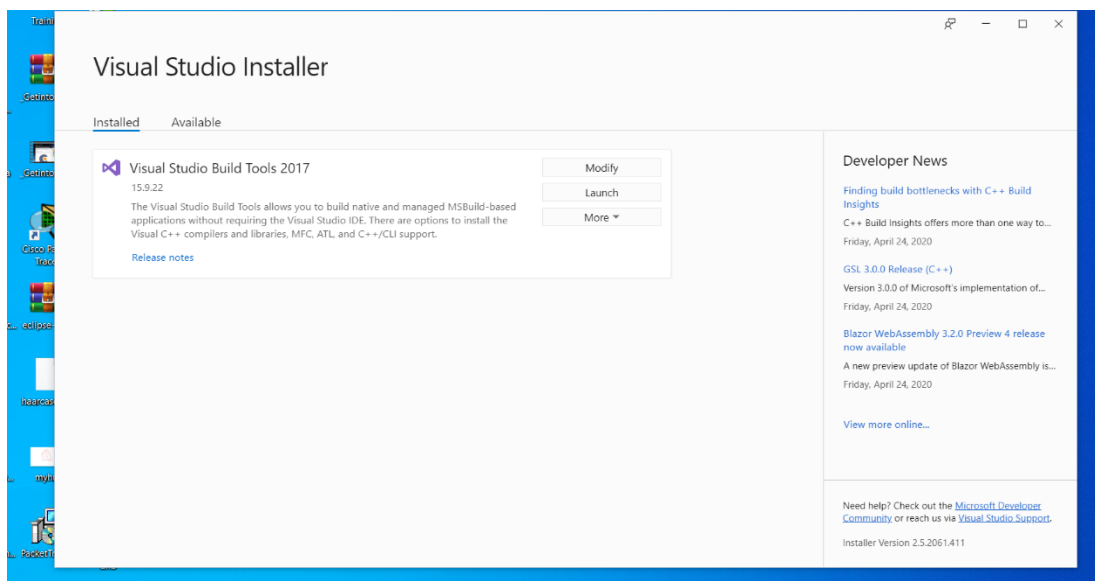 Visual Studio Installer
Installed Available
Visual Studio Build Tools 2017
15.9.22
The Visual Studio Build Tools allows you to build native and managed MSBuild-based
applications without requiring the Visual Studio IDE. There are options to install the
Visual C++ compilers and libraries, MFC, ATL, and C++/CLI support.
Release notes
Modify
Launch
More
Developer News
Finding build bottlenecks with C++ Build
Insights
C++ Build Insights offers more than one way to...
Friday, April 24, 2020
GSL 3.0.0 Release (C++)
Version 3.0.0 of Microsoft's implementation of...
Friday, April 24, 2020
Blazor WebAssembly 3.2.0 Preview 4 release
now available
A new preview update of Blazor WebAssembly is...
Friday, April 24, 2020
View more online...
Need help? Check out the Microsoft Developer
Community or reach us via Visual Studio Support.
Installer Version 2.5.2061.411
Traini
_Getinto
_Getinto
Cisco Pa
Trac
eclipse-
haarcas
PacketTr